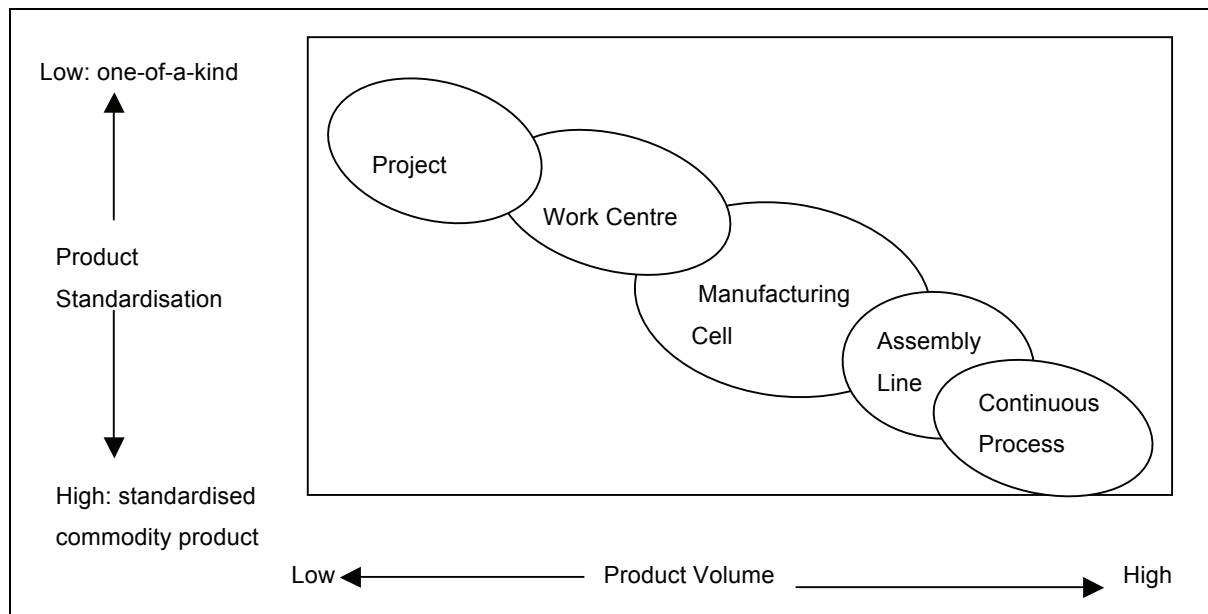 Low: one-of-a-kind
Product
Standardisation
High: standardised
commodity product
Project
Work Centre
Manufacturing
Cell
Assembly
Line
Continuous
Process
Low
Product Volume
High